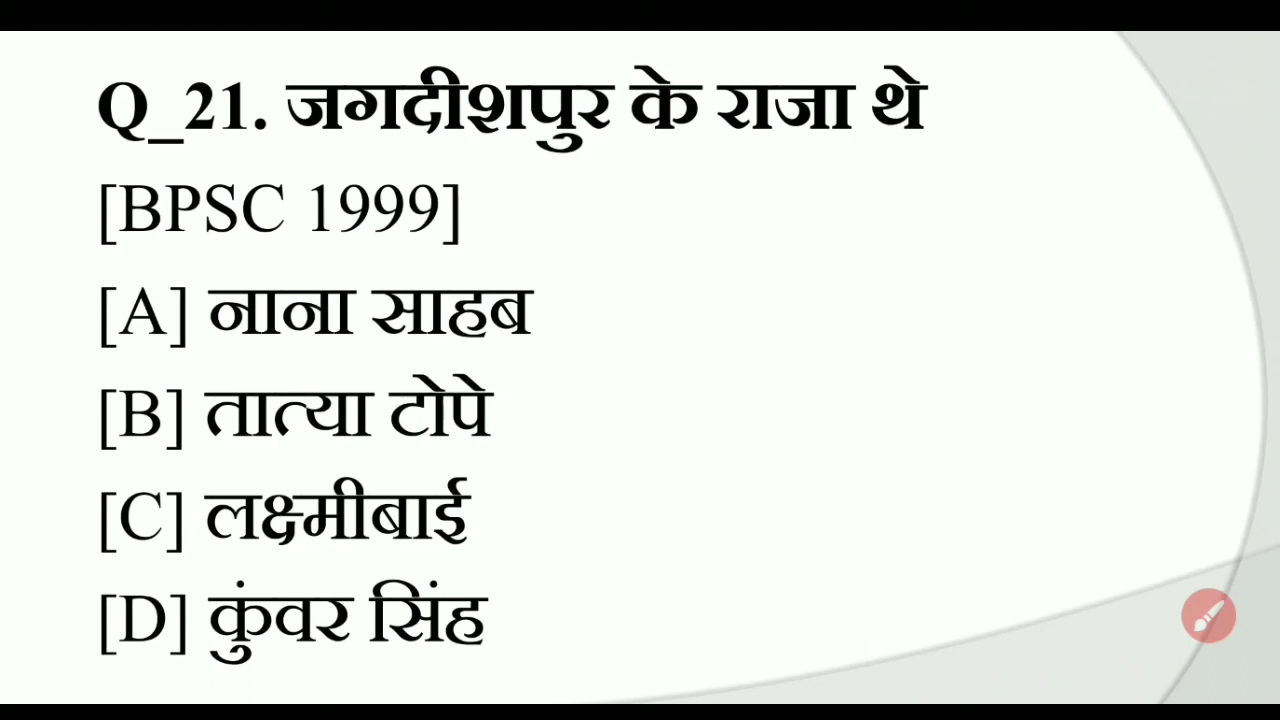 Q_21. जगदीशपुर के राजा थे
[BPSC 1999]
[A] नाना साहब
[B] तात्या टोपे
[C] लक्ष्मीबाई
[D] कुंवर सिंह